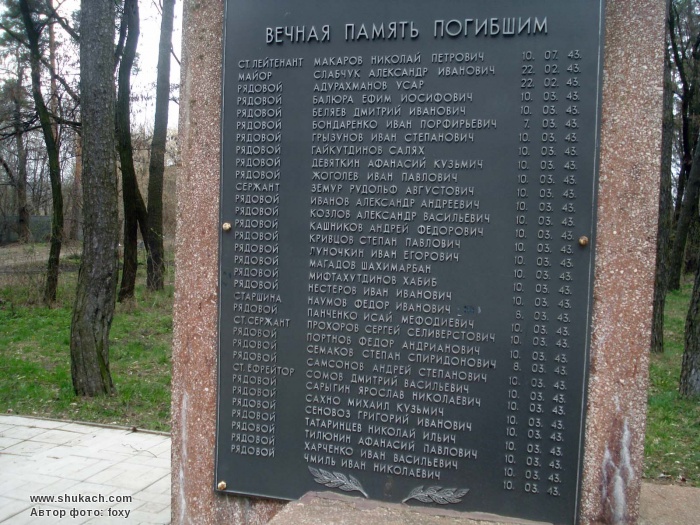 ВЕЧНАЯ ПАМЯТЬ ПОГИБШИМ
СТ.ЛЕЙТЕНАНТ МАКАРОВ НИКОЛАЙ ПЕТРОВИЧ 10. 07. 43.
МАЙОР СЛАБЧУК АЛЕКСАНДР ИВАНОВИЧ 22. 02. 43.
РЯДОВОЙ АДУРАХМАНОВ УСАР 22. 02. 43.
РЯДОВОЙ БАЛЮРА ЕФИМ ИОСИФОВИЧ 10. 03. 43.
РЯДОВОЙ БЕЛЯЕВ ДМИТРИЙ ИВАНОВИЧ 10. 03. 43.
РЯДОВОЙ БОНДАРЕНКО ИВАН ПОРФИРЬЕВИЧ 7. 03. 43.
РЯДОВОЙ ГРЫЗУНОВ ИВАН СТЕПАНОВИЧ 10. 03. 43.
РЯДОВОЙ ГАЙКУТДИНОВ САЛЯХ 10. 03. 43.
РЯДОВОЙ ДЕВЯТКИН АФАНАСИЙ КУЗЬМИЧ 10. 03. 43.
РЯДОВОЙ ЖОГОЛЕВ ИВАН ПАВЛОВИЧ 10. 03. 43.
СЕРЖАНТ ЗЕМУР РУДОЛЬФ АВГУСТОВИЧ 10. 03. 43.
РЯДОВОЙ ИВАНОВ АЛЕКСАНДР АНДРЕЕВИЧ 10. 03. 43.
РЯДОВОЙ КОЗЛОВ АЛЕКСАНДР ВАСИЛЬЕВИЧ 10. 03. 43.
РЯДОВОЙ КАШНИКОВ АНДРЕЙ ФЕДОРОВИЧ 10. 03. 43.
РЯДОВОЙ КРИВЦОВ СТЕПАН ПАВЛОВИЧ 10. 03. 43.
РЯДОВОЙ ЛУНОЧКИН ИВАН ЕГОРОВИЧ 10. 03. 43.
РЯДОВОЙ МАГАДОВ ШАХИМАРБАН 10. 03. 43.
РЯДОВОЙ МИФТАХУТДИНОВ ХАБИБ 10. 03. 43.
РЯДОВОЙ НЕСТЕРОВ ИВАН ИВАНОВИЧ 10. 03. 43.
СТАРШИНА НАУМОВ ФЕДОР ИВАНОВИЧ 8. 03. 43.
РЯДОВОЙ ПАНЧЕНКО ИСАЙ МЕФОДИЕВИЧ 10. 03. 43.
СТ.СЕРЖАНТ ПРОХОРОВ СЕРГЕЙ СЕЛИВЕРСТОВИЧ 10. 03. 43.
РЯДОВОЙ ПОРТНОВ ФЕДОР АНДРИАНОВИЧ 10. 03. 43.
РЯДОВОЙ СЕМАКОВ СТЕПАН СПИРИДОНОВИЧ 8. 03. 43.
РЯДОВОЙ САМСОНОВ АНДРЕЙ СТЕПАНОВИЧ 10. 03. 43.
СТ.ЕФРЕЙТОР СОМОВ ДМИТРИЙ ВАСИЛЬЕВИЧ 10. 03. 43.
РЯДОВОЙ САРЫГИН ЯРОСЛАВ НИКОЛАЕВИЧ 10. 03. 43.
РЯДОВОЙ САХНО МИХАИЛ КУЗЬМИЧ 10. 03. 43.
РЯДОВОЙ СЕНОВОЗ ГРИГОРИЙ ИВАНОВИЧ 10. 03. 43.
РЯДОВОЙ ТАТАРИНЦЕВ НИКОЛАЙ ИЛЬИЧ 10. 03. 43.
РЯДОВОЙ ТИЛЮНИН АФАНАСИЙ ПАВЛОВИЧ 10. 03. 43.
РЯДОВОЙ ХАРЧЕНКО ИВАН ВАСИЛЬЕВИЧ 10. 03. 43.
РЯДОВОЙ ЧМИЛЬ ИВАН НИКОЛАЕВИЧ 10. 03. 43.
www.shukach.com
Автор фото: foxy